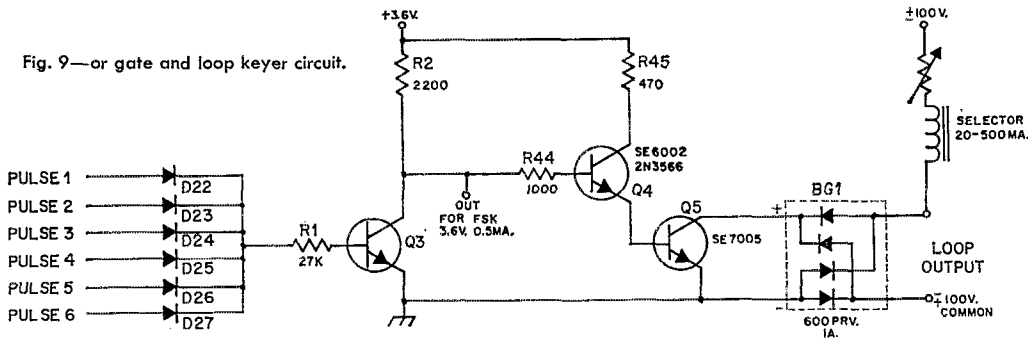 Fig. 9—or gate and loop keyer circuit.
+3.6V.
R2
2200
R45
470
±100V.
SELECTOR
20-500MA.
SE6002
2N3566
Q4
R44
1000
OUT
FOR FSK
3.6V, 0.5MA.
PULSE 1
D22
PULSE 2
D23
PULSE 3
D24
PULSE 4
D25
PULSE 5
D26
PULSE 6
D27
R1
27K
Q3
Q5
SE7005
BG1
+
-
600 PRV.
1A.
LOOP
OUTPUT
∓100V.
COMMON